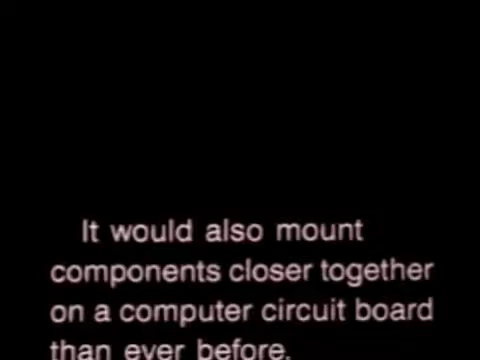 It would also mount
components closer together
on a computer circuit board
than ever before.